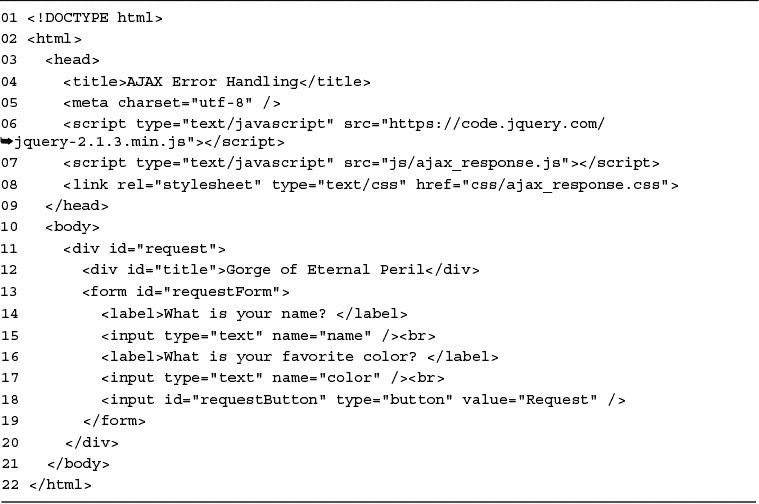 01 <!DOCTYPE html>
02 <html>
03   <head>
04     <title>AJAX Error Handling</title>
05     <meta charset="utf-8" />
06     <script type="text/javascript" src="https://code.jquery.com/
➥jquery-2.1.3.min.js"></script>
07     <script type="text/javascript" src="js/ajax_response.js"></script>
08     <link rel="stylesheet" type="text/css" href="css/ajax_response.css">
09   </head>
10   <body>
11     <div id="request">
12       <div id="title">Gorge of Eternal Peril</div>
13       <form id="requestForm">
14         <label>What is your name? </label>
15         <input type="text" name="name" /><br>
16         <label>What is your favorite color? </label>
17         <input type="text" name="color" /><br>
18         <input id="requestButton" type="button" value="Request" />
19       </form>
20     </div>
21   </body>
22 </html>